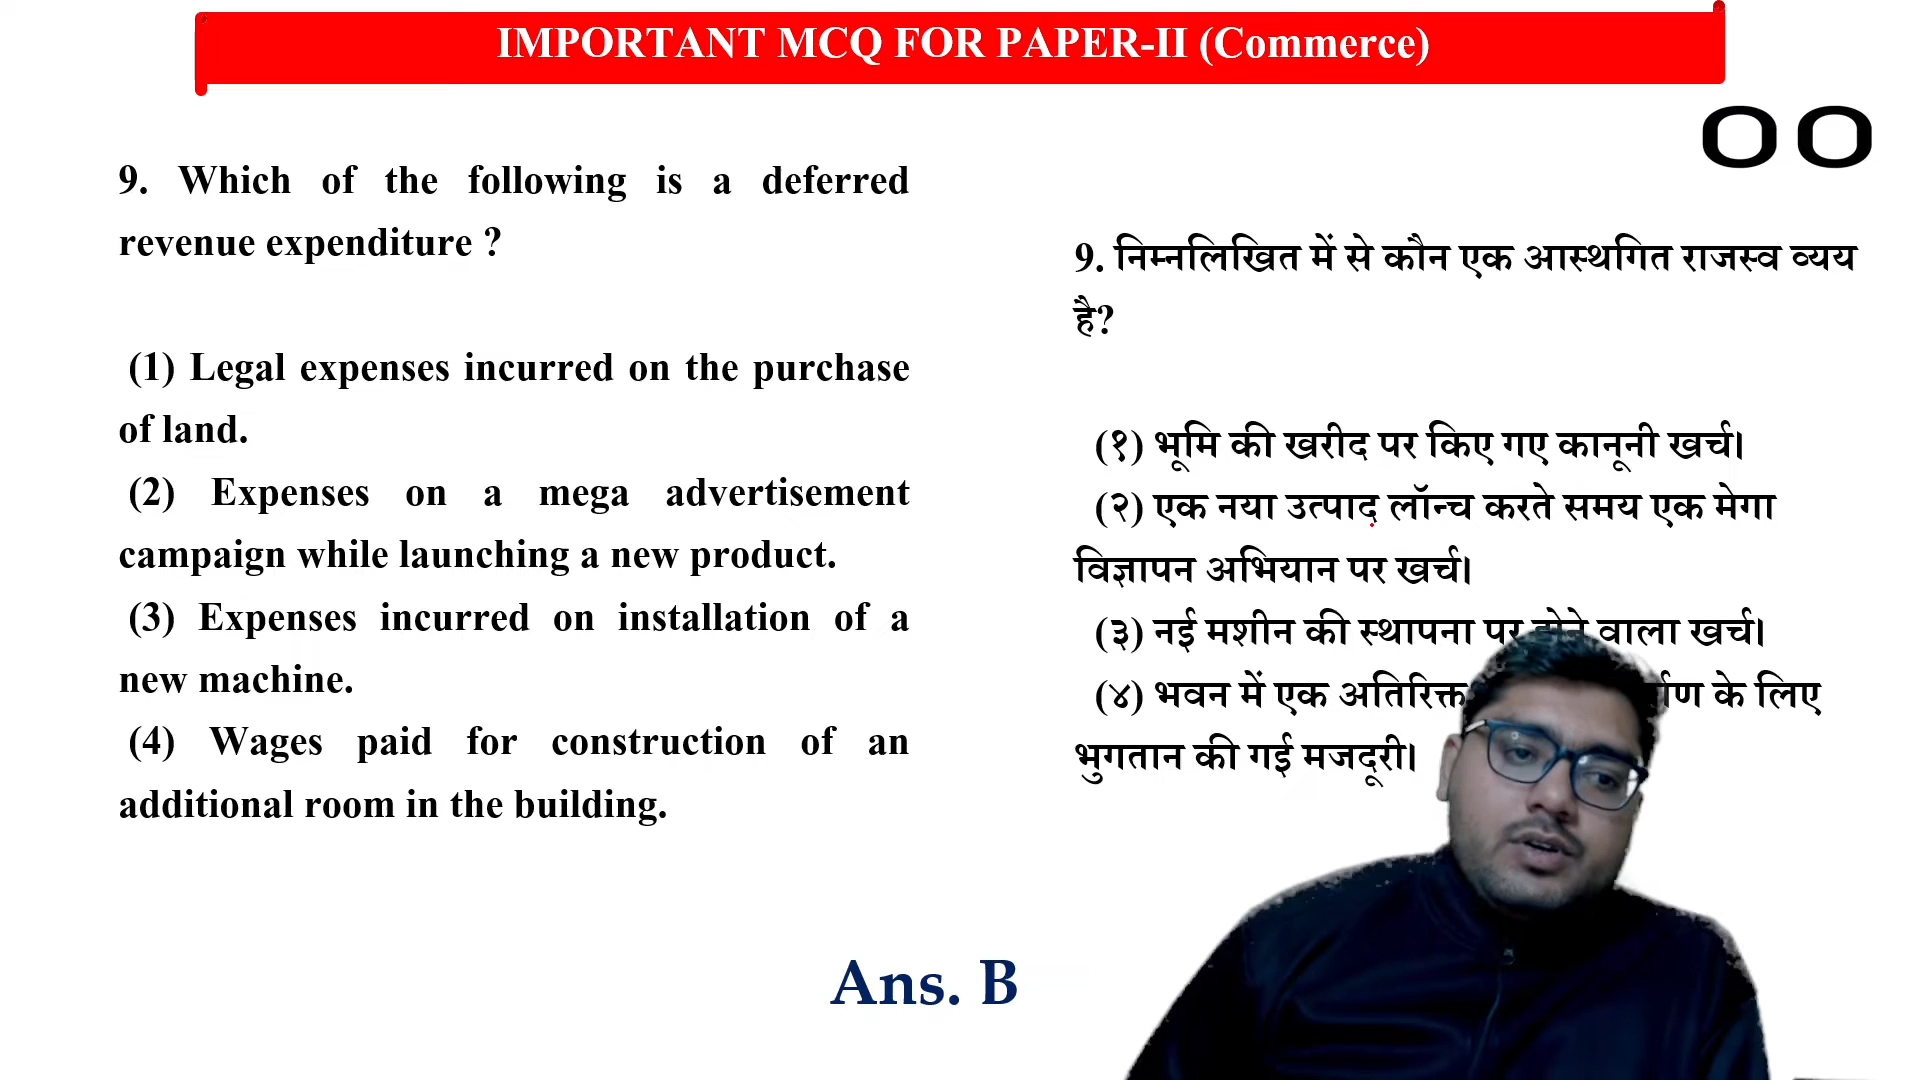 IMPORTANT MCQ FOR PAPER-II (Commerce)
00
9. Which of the following is a deferred
revenue expenditure ?
(1) Legal expenses incurred on the purchase
of land.
(2) Expenses on a mega advertisement
campaign while launching a new product.
(3) Expenses incurred on installation of a
new machine.
(4) Wages paid for construction of an
additional room in the building.
9. निम्नलिखित में से कौन एक आस्थगित राजस्व व्यय
है?
(१) भूमि की खरीद पर किए गए कानूनी खर्च।
(२) एक नया उत्पाद लॉन्च करते समय एक मेगा
विज्ञापन अभियान पर खर्च।
(३) नई मशीन की स्थापना पर होने वाला खर्च।
(४) भवन में एक अतिरिक्त के लिए
भुगतान की गई मजदूरी।
Ans. B